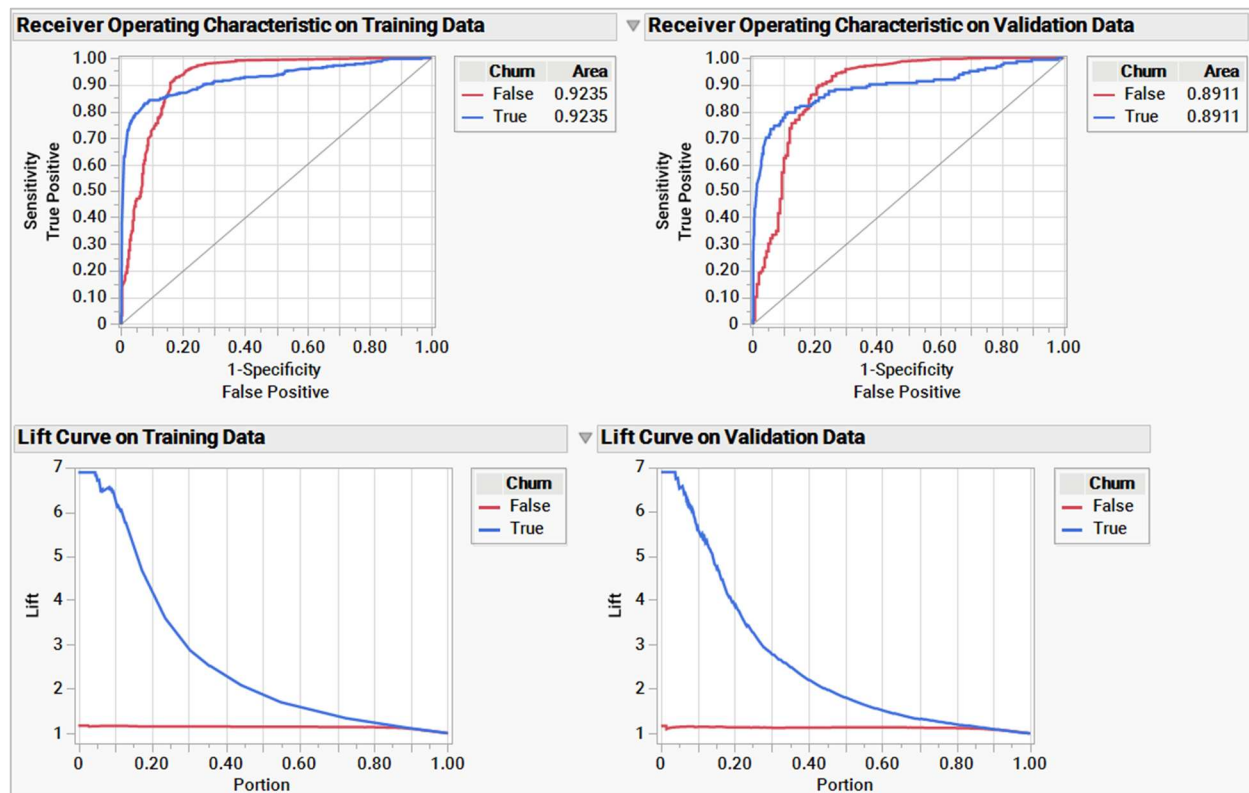 Receiver Operating Characteristic on Training Data
1.00
0.90
0.80
0.70
0.60
0.50
0.40
0.30
0.20
0.10
0
Sensitivity
True Positive
0 0.20 0.40 0.60 0.80 1.00
1-Specificity
False Positive
Churn Area
False 0.9235
True 0.9235
Receiver Operating Characteristic on Validation Data
1.00
0.90
0.80
0.70
0.60
0.50
0.40
0.30
0.20
0.10
0
Sensitivity
True Positive
0 0.20 0.40 0.60 0.80 1.00
1-Specificity
False Positive
Churn Area
False 0.8911
True 0.8911
Lift Curve on Training Data
7
6
5
4
3
2
1
Lift
0 0.20 0.40 0.60 0.80 1.00
Portion
Churn
False
True
Lift Curve on Validation Data
7
6
5
4
3
2
1
Lift
0 0.20 0.40 0.60 0.80 1.00
Portion
Churn
False
True